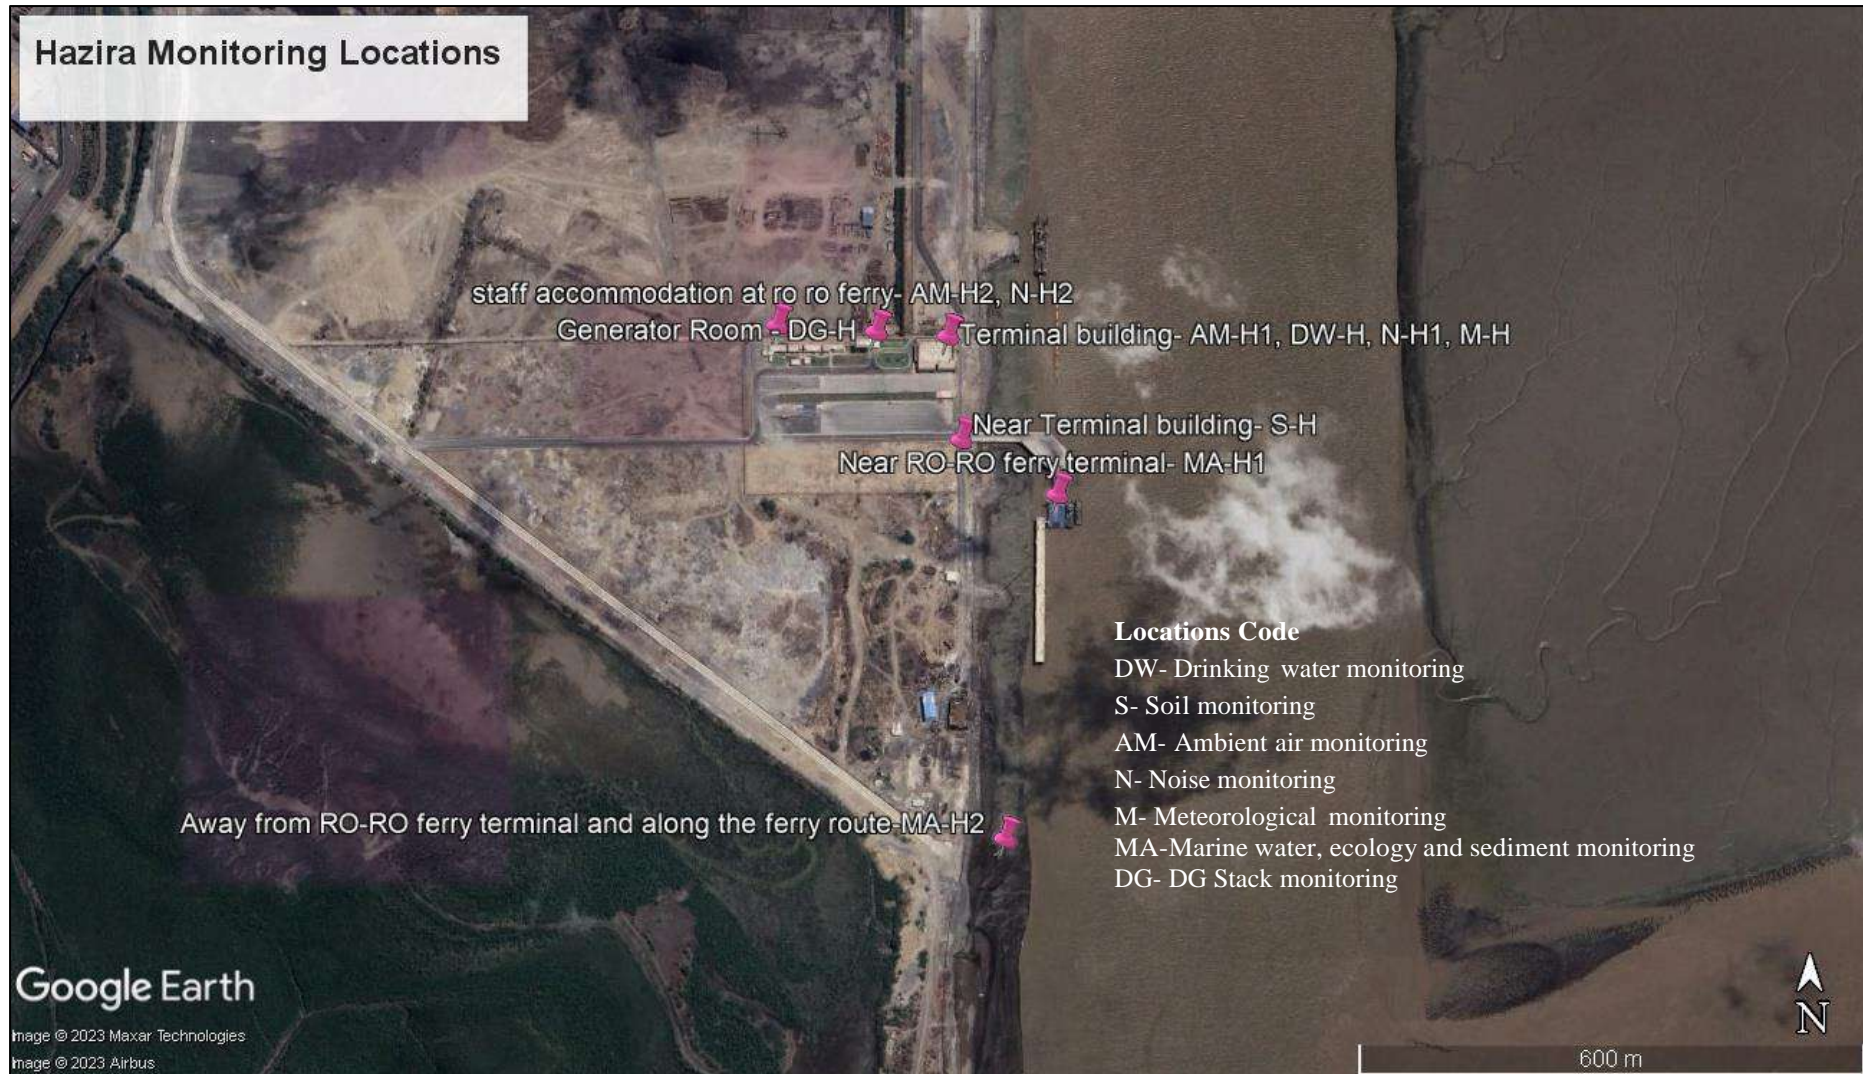 Hazira Monitoring Locations
staff accommodation at ro ro ferry- AM-H2, N-H2
Generator Room - DG-H
Terminal building- AM-H1, DW-H, N-H1, M-H
Near Terminal building- S-H
Near RO-RO ferry terminal- MA-H1
Locations Code
DW- Drinking water monitoring
S- Soil monitoring
AM- Ambient air monitoring
N- Noise monitoring
M- Meteorological monitoring
MA-Marine water, ecology and sediment monitoring
DG- DG Stack monitoring
Away from RO-RO ferry terminal and along the ferry route-MA-H2
Google Earth
Image © 2023 Maxar Technologies
Image © 2023 Airbus
N
600 m